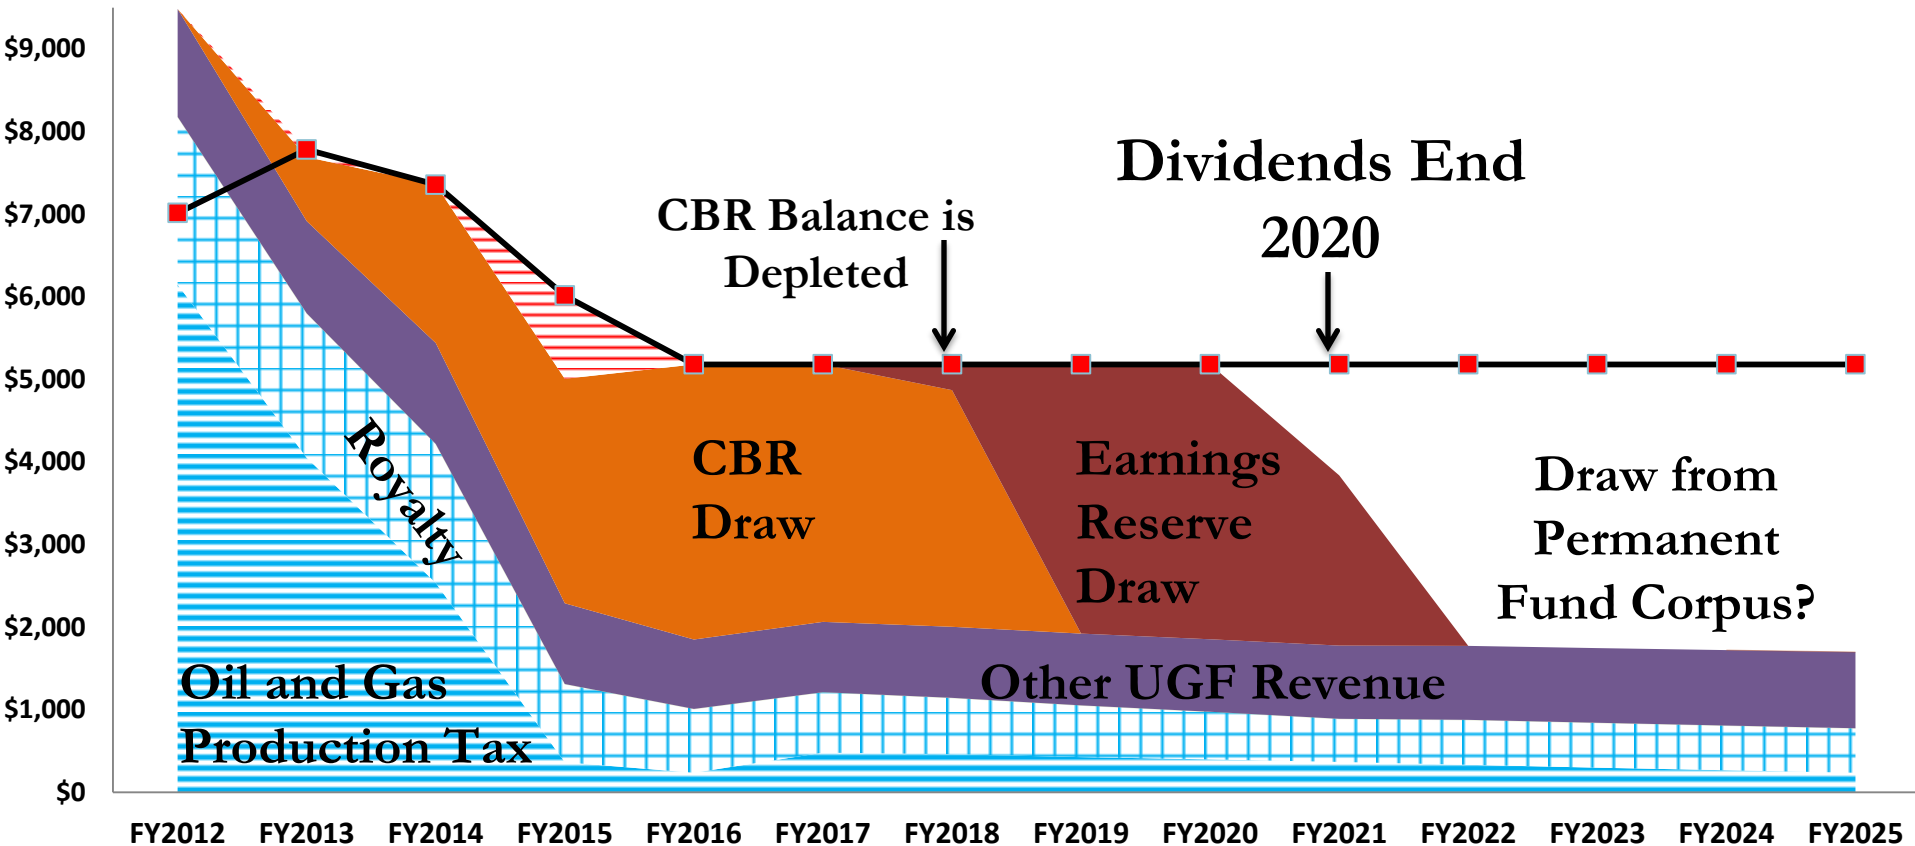 $9,000
$8,000
$7,000
$6,000
$5,000
$4,000
$3,000
$2,000
$1,000
$0
Dividends End
2020
CBR Balance is
Depleted
Royalty
CBR
Draw
Earnings
Reserve
Draw
Draw from
Permanent
Fund Corpus?
Oil and Gas
Production Tax
Other UGF Revenue
FY2012 FY2013 FY2014 FY2015 FY2016 FY2017 FY2018 FY2019 FY2020 FY2021 FY2022 FY2023 FY2024 FY2025